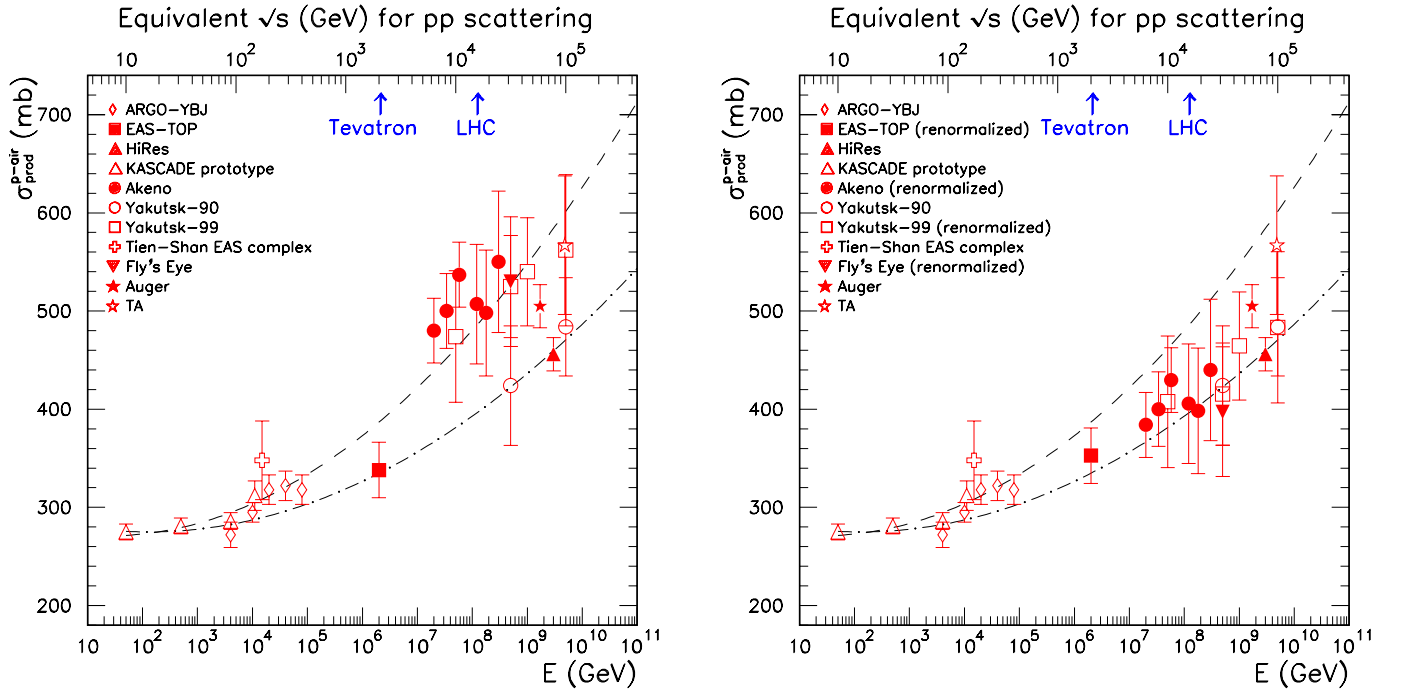 Equivalent √s (GeV) for pp scattering
10 10² 10³ 10⁴ 10⁵
σ prod p-air (mb)
700
600
500
400
300
200
Tevatron LHC
ARGO-YBJ
EAS-TOP
HiRes
KASCADE prototype
Akeno
Yakutsk-90
Yakutsk-99
Tien-Shan EAS complex
Fly's Eye
Auger
TA
10 10² 10³ 10⁴ 10⁵ 10⁶ 10⁷ 10⁸ 10⁹ 10¹⁰ 10¹¹
E (GeV)
Equivalent √s (GeV) for pp scattering
10 10² 10³ 10⁴ 10⁵
σ prod p-air (mb)
700
600
500
400
300
200
Tevatron LHC
ARGO-YBJ
EAS-TOP (renormalized)
HiRes
KASCADE prototype
Akeno (renormalized)
Yakutsk-90
Yakutsk-99 (renormalized)
Tien-Shan EAS complex
Fly's Eye (renormalized)
Auger
TA
10 10² 10³ 10⁴ 10⁵ 10⁶ 10⁷ 10⁸ 10⁹ 10¹⁰ 10¹¹
E (GeV)